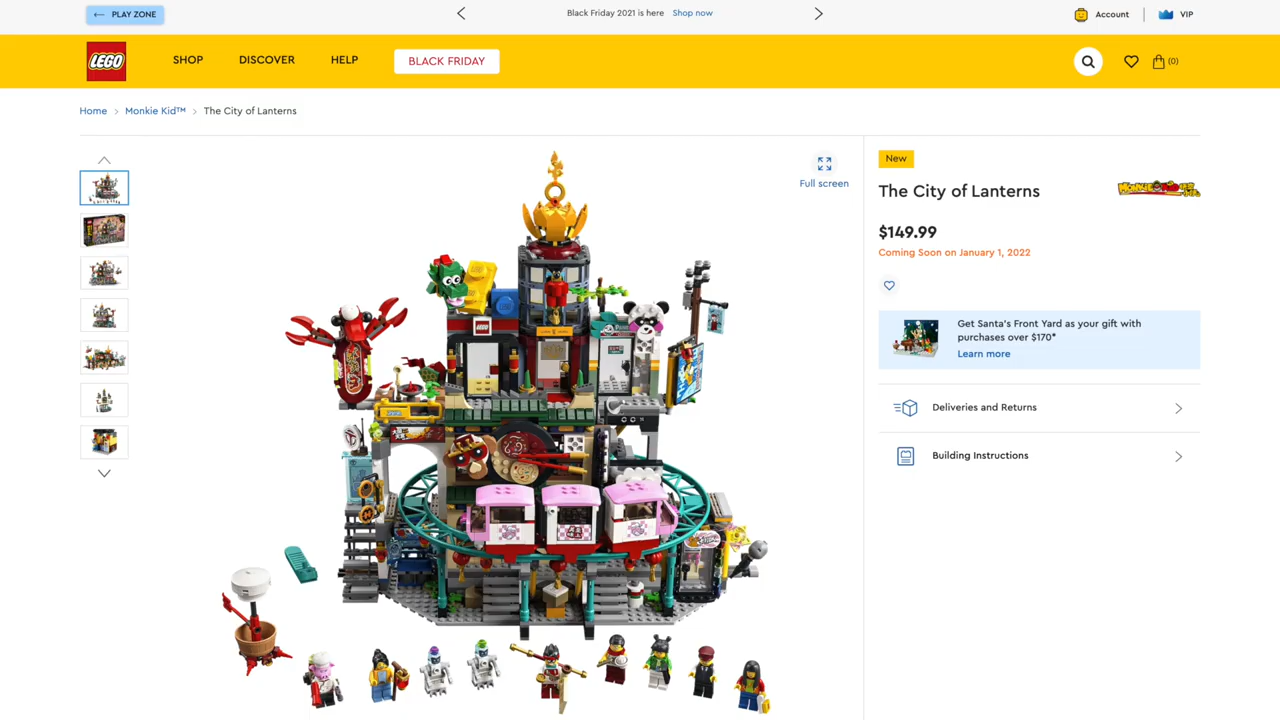 ← PLAY ZONE
Black Friday 2021 is here Shop now
Account
VIP
LEGO
SHOP
DISCOVER
HELP
BLACK FRIDAY
(0)
Home > Monkie Kid™ > The City of Lanterns
Full screen
LEGO
New
The City of Lanterns
MONKIE KID
$149.99
Coming Soon on January 1, 2022
Get Santa's Front Yard as your gift with
purchases over $170*
Learn more
Deliveries and Returns
Building Instructions